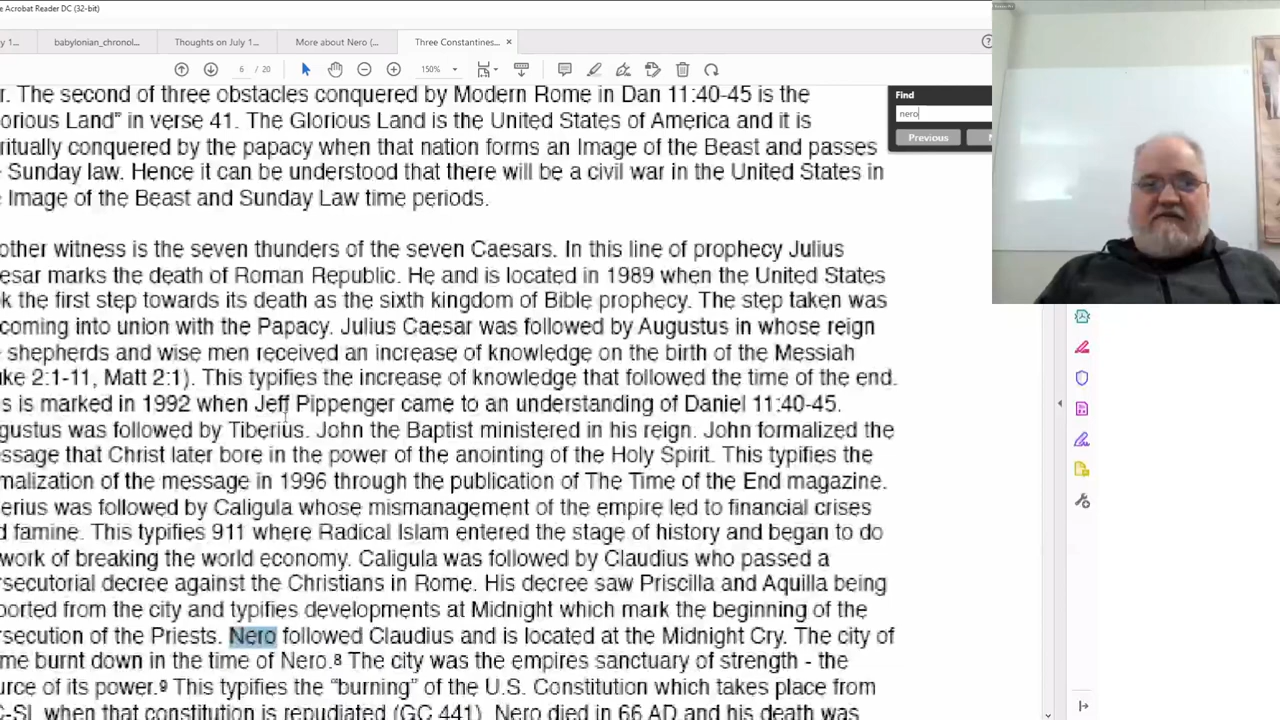 e Acrobat Reader DC (32-bit)
y 1...
babylonian_chronol...
Thoughts on July 1...
More about Nero (...
Three Constantines... ×
6 / 20
150%
r. The second of three obstacles conquered by Modern Rome in Dan 11:40-45 is the
orious Land” in verse 41. The Glorious Land is the United States of America and it is
ritually conquered by the papacy when that nation forms an Image of the Beast and passes
Sunday law. Hence it can be understood that there will be a civil war in the United States in
e Image of the Beast and Sunday Law time periods.
Find
nero
Previous
N
other witness is the seven thunders of the seven Caesars. In this line of prophecy Julius
esar marks the death of Roman Republic. He and is located in 1989 when the United States
ok the first step towards its death as the sixth kingdom of Bible prophecy. The step taken was
coming into union with the Papacy. Julius Caesar was followed by Augustus in whose reign
e shepherds and wise men received an increase of knowledge on the birth of the Messiah
uke 2:1-11, Matt 2:1). This typifies the increase of knowledge that followed the time of the end.
is is marked in 1992 when Jeff Pippenger came to an understanding of Daniel 11:40-45.
gustus was followed by Tiberius. John the Baptist ministered in his reign. John formalized the
essage that Christ later bore in the power of the anointing of the Holy Spirit. This typifies the
rmalization of the message in 1996 through the publication of The Time of the End magazine.
erius was followed by Caligula whose mismanagement of the empire led to financial crises
d famine. This typifies 911 where Radical Islam entered the stage of history and began to do
work of breaking the world economy. Caligula was followed by Claudius who passed a
rsecutorial decree against the Christians in Rome. His decree saw Priscilla and Aquilla being
ported from the city and typifies developments at Midnight which mark the beginning of the
rsecution of the Priests. Nero followed Claudius and is located at the Midnight Cry. The city of
me burnt down in the time of Nero.8 The city was the empires sanctuary of strength - the
urce of its power.9 This typifies the “burning” of the U.S. Constitution which takes place from
C-SL when that constitution is repudiated (GC 441). Nero died in 66 AD and his death was